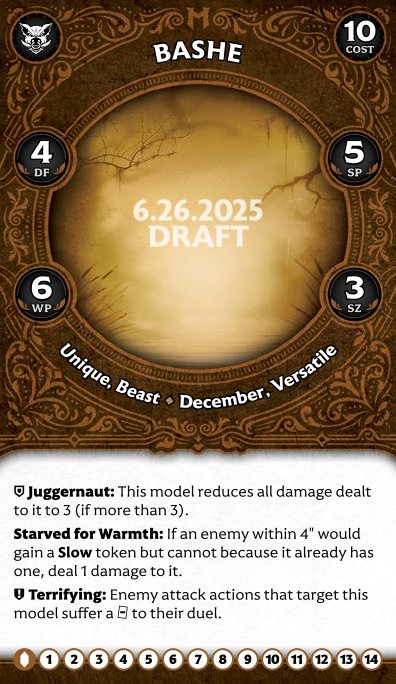 BASHE
10
COST
4
DF
5
SP
6.26.2025
DRAFT
6
WP
3
SZ
Unique, Beast ◆ December, Versatile
Juggernaut: This model reduces all damage dealt
to it to 3 (if more than 3).
Starved for Warmth: If an enemy within 4" would
gain a Slow token but cannot because it already has
one, deal 1 damage to it.
Terrifying: Enemy attack actions that target this
model suffer a to their duel.
1 2 3 4 5 6 7 8 9 10 11 12 13 14